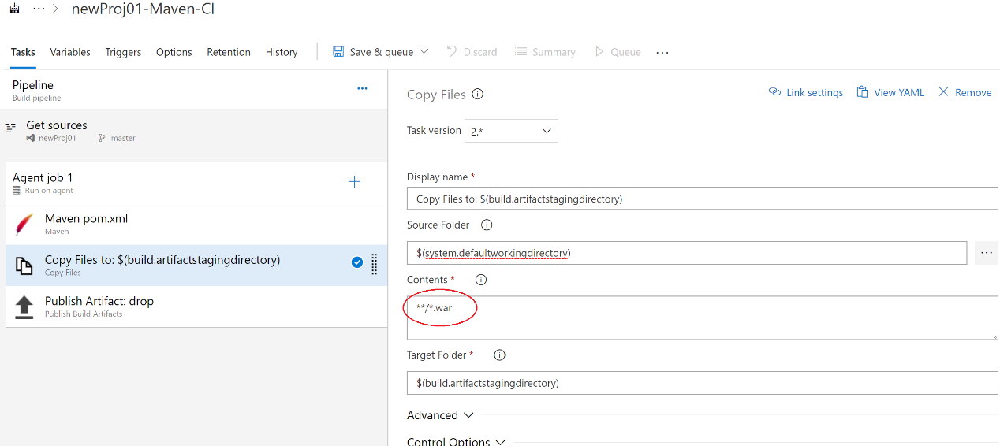 ··· > newProj01-Maven-CI
Tasks Variables Triggers Options Retention History Save & queue Discard Summary Queue ···
Pipeline
Build pipeline
Get sources
newProj01 master
Agent job 1
Run on agent
Maven pom.xml
Maven
Copy Files to: $(build.artifactstagingdirectory)
Copy Files
Publish Artifact: drop
Publish Build Artifacts
Copy Files
Link settings View YAML Remove
Task version 2.*
Display name *
Copy Files to: $(build.artifactstagingdirectory)
Source Folder
$(system.defaultworkingdirectory)
Contents *
**/*.war
Target Folder *
$(build.artifactstagingdirectory)
Advanced
Control Options